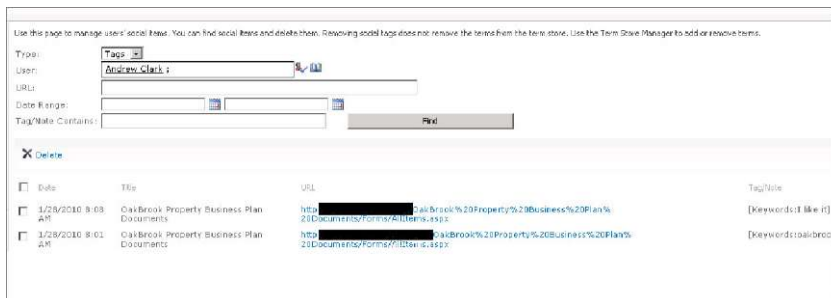 Use this page to manage users' social items. You can find social items and delete them. Removing social tags does not remove the terms from the term store. Use the Term Store Manager to add or remove terms.
Type: Tags
User: Andrew Clark ;
URL:
Date Range:
Tag/Note Contains: Find
Delete
Date Title URL Tag/Note
1/28/2010 8:03 OakBrook Property Business Plan http OakBrook%20Property%20Business%20Plan% [Keywords:I like it]
AM Documents 20Documents/Forms/AllItems.aspx
1/28/2010 8:01 OakBrook Property Business Plan http OakBrook%20Property%20Business%20Plan% [Keywords:oakbroo
AM Documents 20Documents/Forms/AllItems.aspx